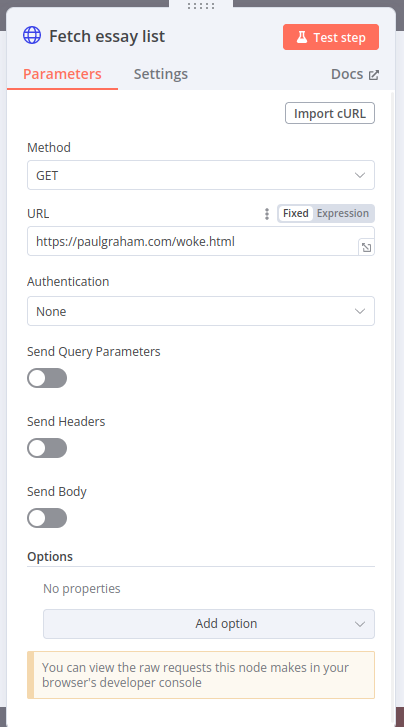 Fetch essay list
Test step
Parameters
Settings
Docs
Import cURL
Method
GET
URL
Fixed
Expression
https://paulgraham.com/woke.html
Authentication
None
Send Query Parameters
Send Headers
Send Body
Options
No properties
Add option
You can view the raw requests this node makes in your
browser's developer console